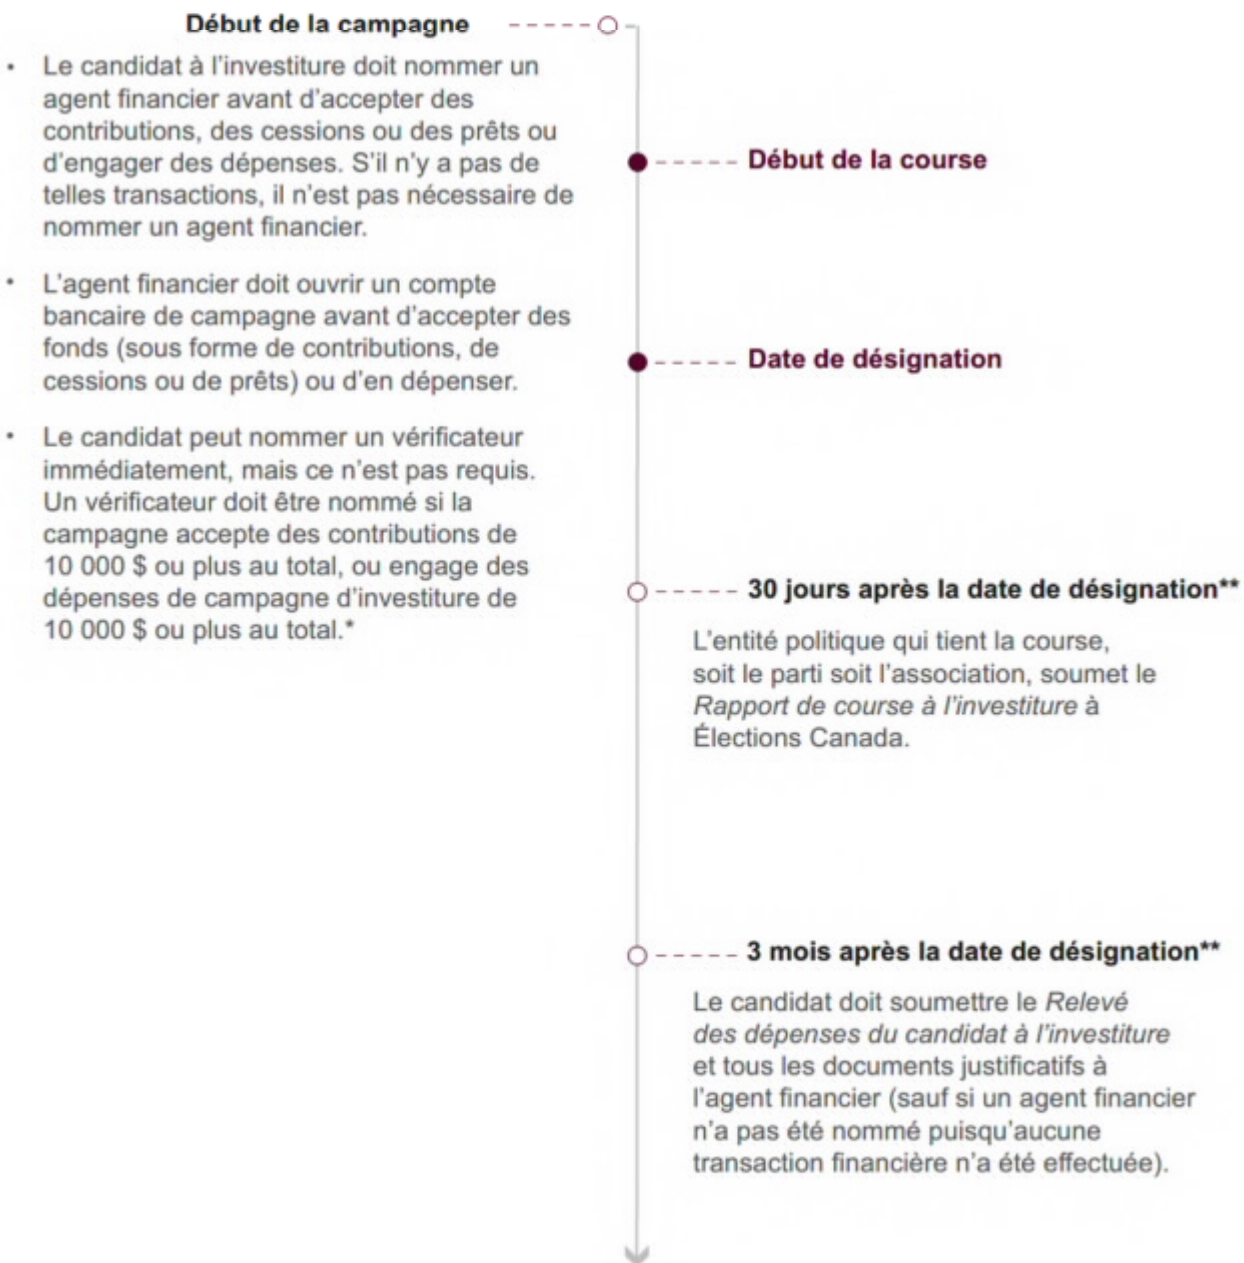 Début de la campagne
• Le candidat à l'investiture doit nommer un
agent financier avant d'accepter des
contributions, des cessions ou des prêts ou
d'engager des dépenses. S'il n'y a pas de
telles transactions, il n'est pas nécessaire de
nommer un agent financier.
• L'agent financier doit ouvrir un compte
bancaire de campagne avant d'accepter des
fonds (sous forme de contributions, de
cessions ou de prêts) ou d'en dépenser.
• Le candidat peut nommer un vérificateur
immédiatement, mais ce n'est pas requis.
Un vérificateur doit être nommé si la
campagne accepte des contributions de
10 000 $ ou plus au total, ou engage des
dépenses de campagne d'investiture de
10 000 $ ou plus au total.*
Début de la course
Date de désignation
30 jours après la date de désignation**
L'entité politique qui tient la course,
soit le parti soit l'association, soumet le
Rapport de course à l'investiture à
Élections Canada.
3 mois après la date de désignation**
Le candidat doit soumettre le Relevé
des dépenses du candidat à l'investiture
et tous les documents justificatifs à
l'agent financier (sauf si un agent financier
n'a pas été nommé puisqu'aucune
transaction financière n'a été effectuée).